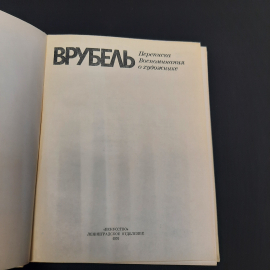 ВРУБЕЛЬ
Переписка
Воспоминания
о художнике
«ИСКУССТВО»
ЛЕНИНГРАДСКОЕ ОТДЕЛЕНИЕ